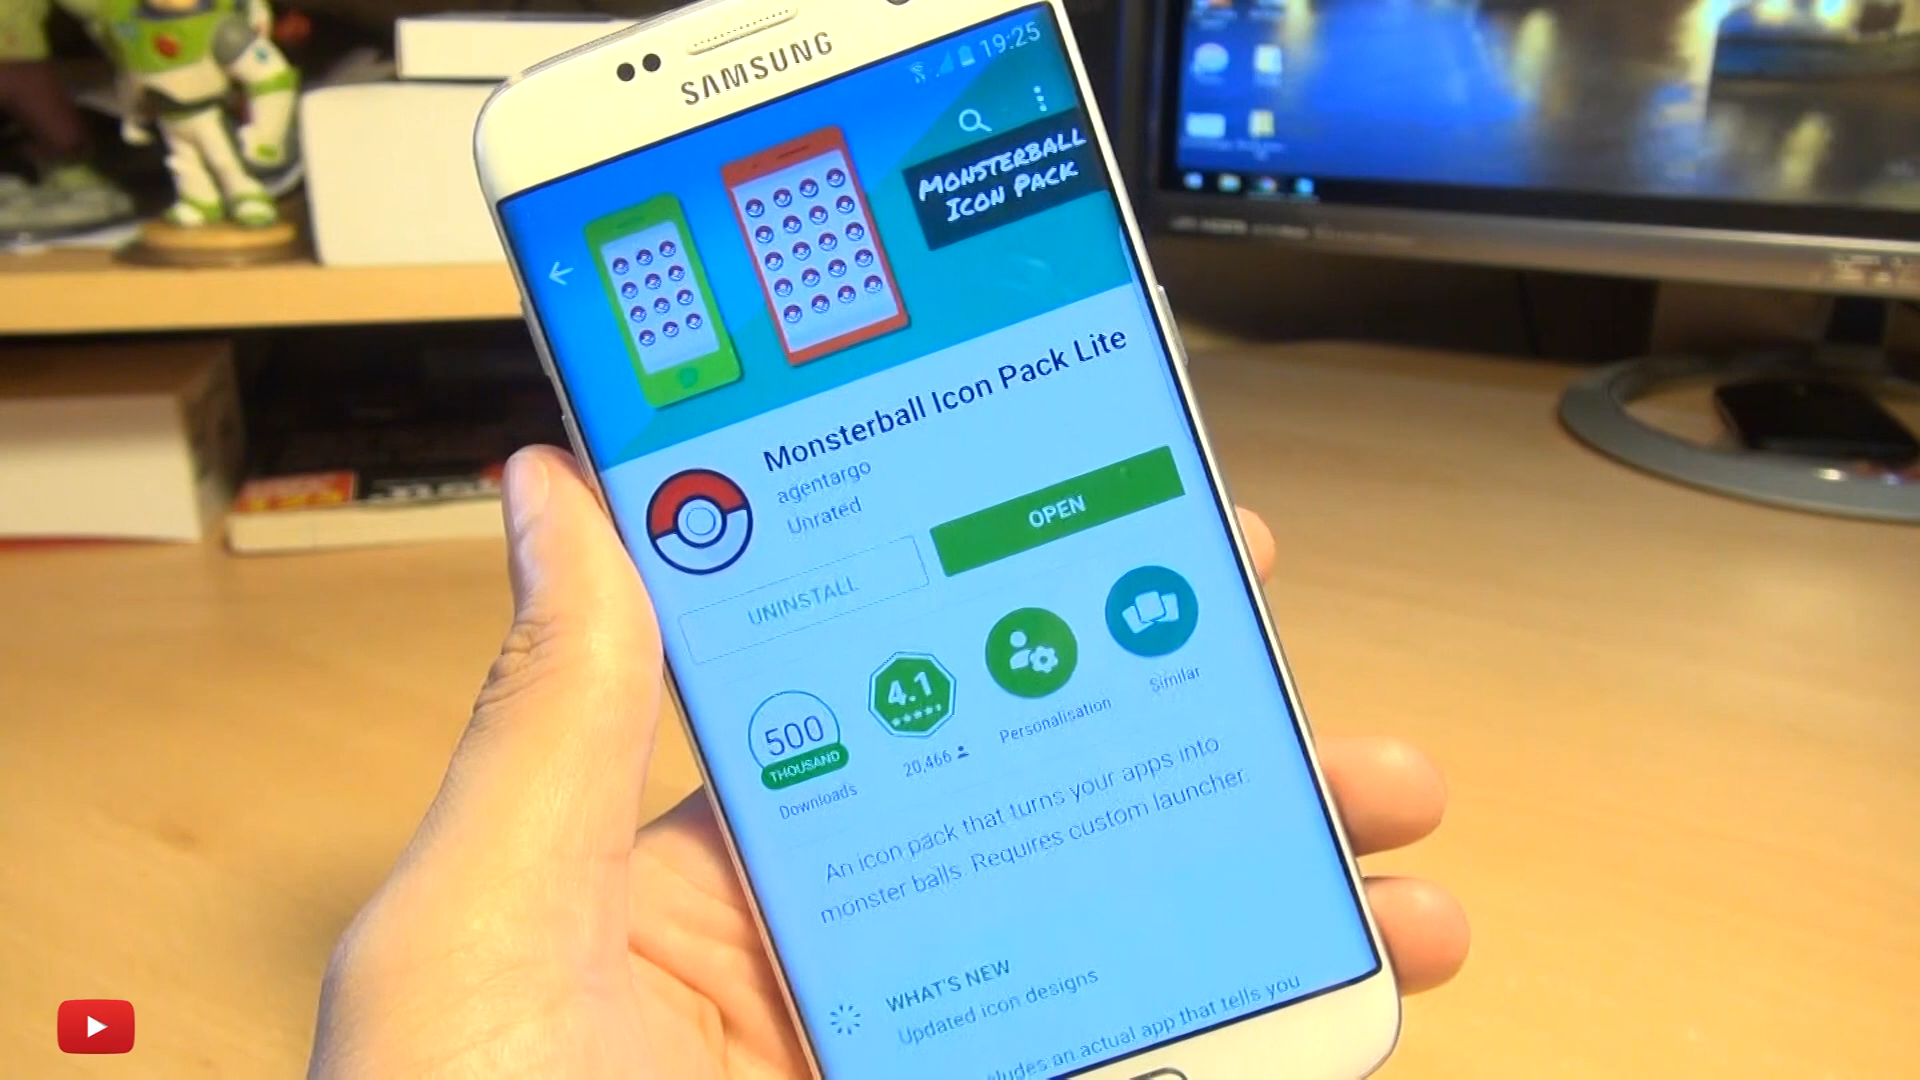 SAMSUNG
19:25
MONSTERBALL
ICON PACK
Monsterball Icon Pack Lite
agentargo
Unrated
UNINSTALL
OPEN
500
THOUSAND
Downloads
4.1
20,466
Personalisation
Similar
An icon pack that turns your apps into
monster balls. Requires custom launcher.
WHAT'S NEW
Updated icon designs
an actual app that tells you